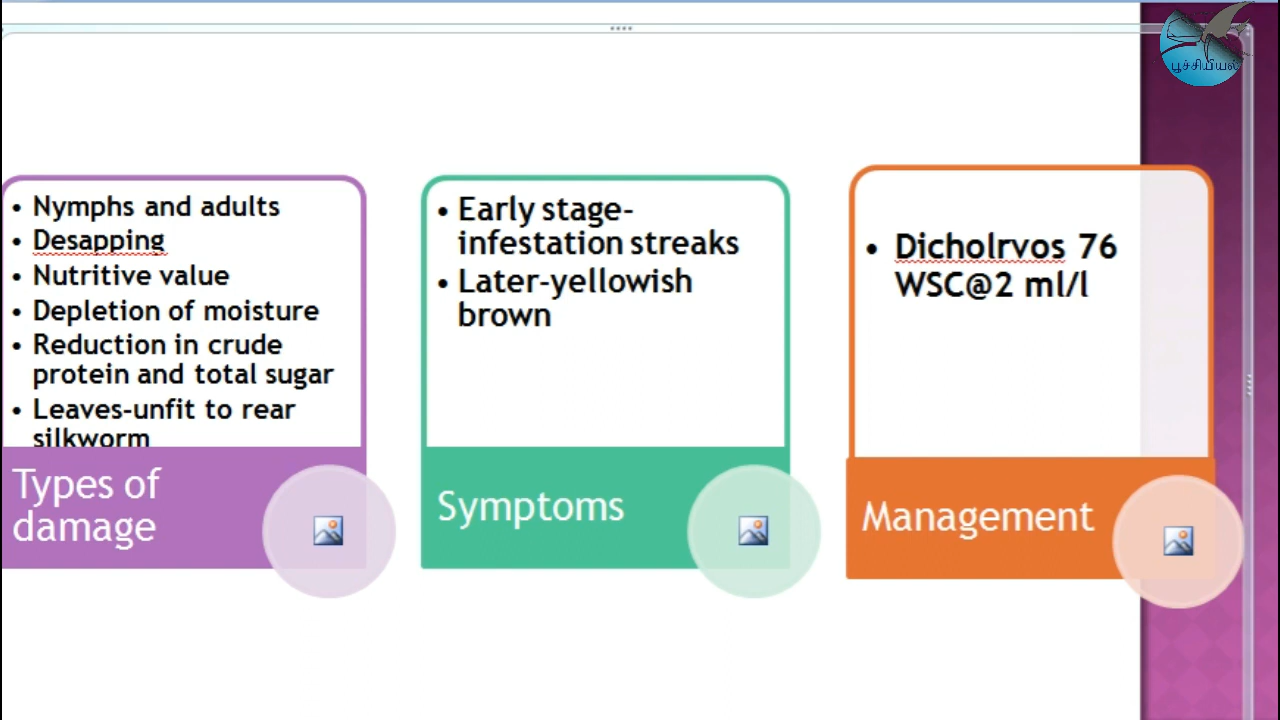 பூச்சியியல்
• Nymphs and adults
• Desapping
• Nutritive value
• Depletion of moisture
• Reduction in crude
protein and total sugar
• Leaves-unfit to rear
silkworm
Types of
damage
• Early stage-
infestation streaks
• Later-yellowish
brown
Symptoms
• Dicholrvos 76
WSC@2 ml/l
Management